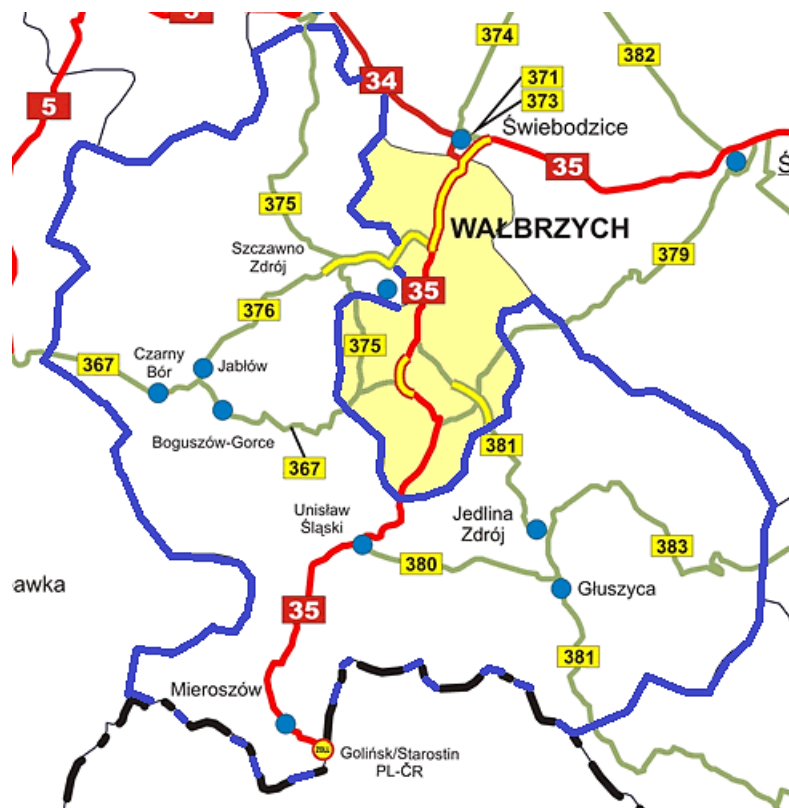 5
374
382
371
34
373
5
Świebodzice
35
Ś
375
WAŁBRZYCH
Szczawno
Zdrój
379
35
376
Czarny
Bór
367
375
Jabłów
Boguszów-Gorce
381
367
Unisław
Śląski
Jedlina
Zdrój
383
380
awka
Głuszyca
35
381
Mieroszów
ZOLL
Golińsk/Starostin
PL-ČR